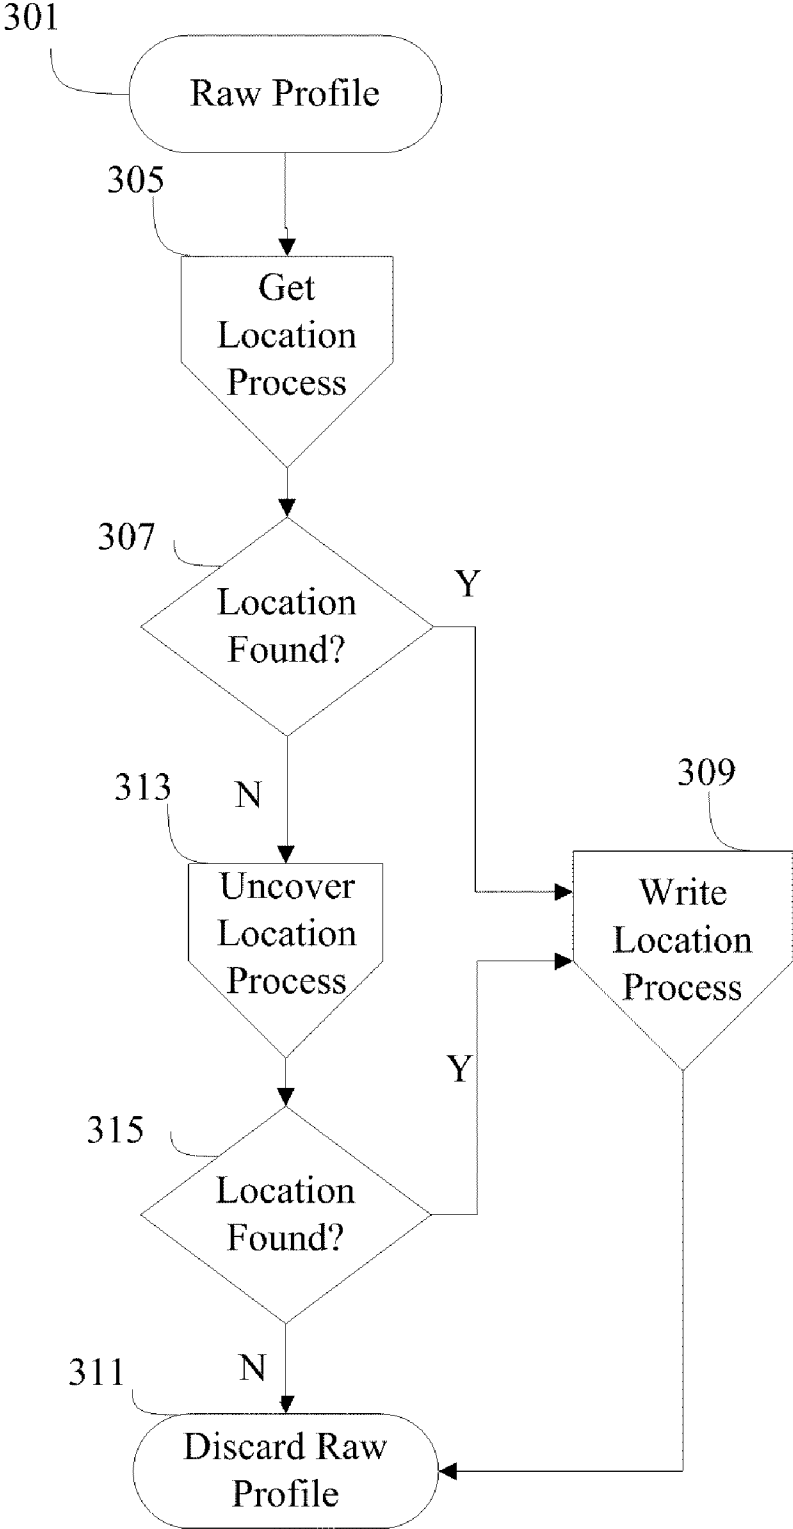 301
Raw Profile
305
Get
Location
Process
307
Location
Found?
Y
N
313
Uncover
Location
Process
309
Write
Location
Process
Y
315
Location
Found?
N
311
Discard Raw
Profile